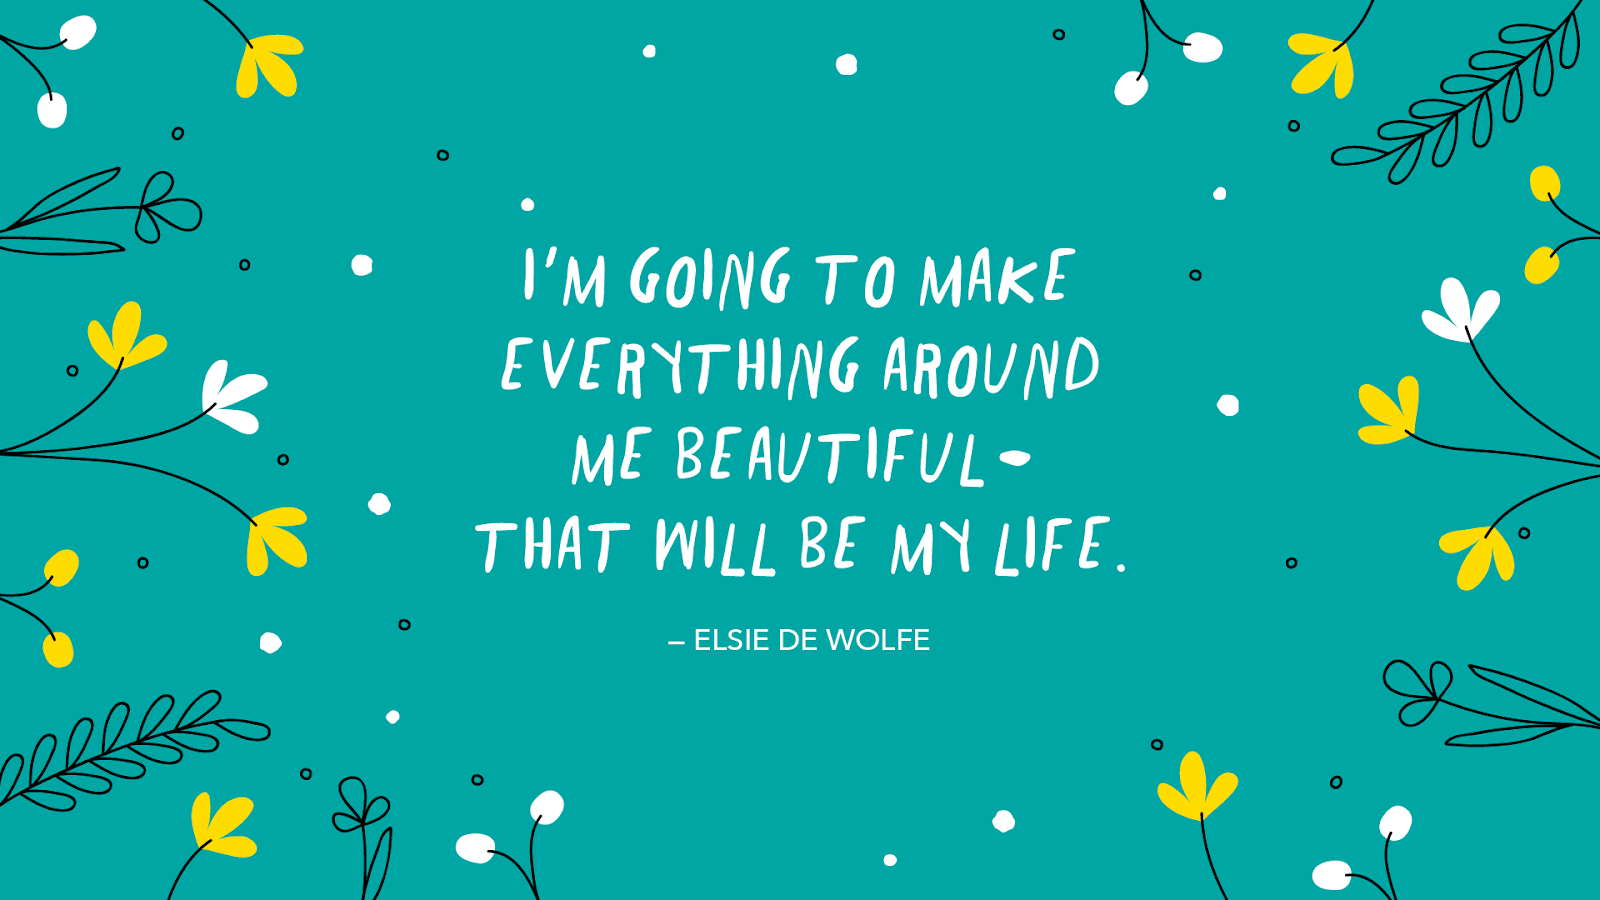 I'M GOING TO MAKE
EVERYTHING AROUND
ME BEAUTIFUL-
THAT WILL BE MY LIFE.
– ELSIE DE WOLFE